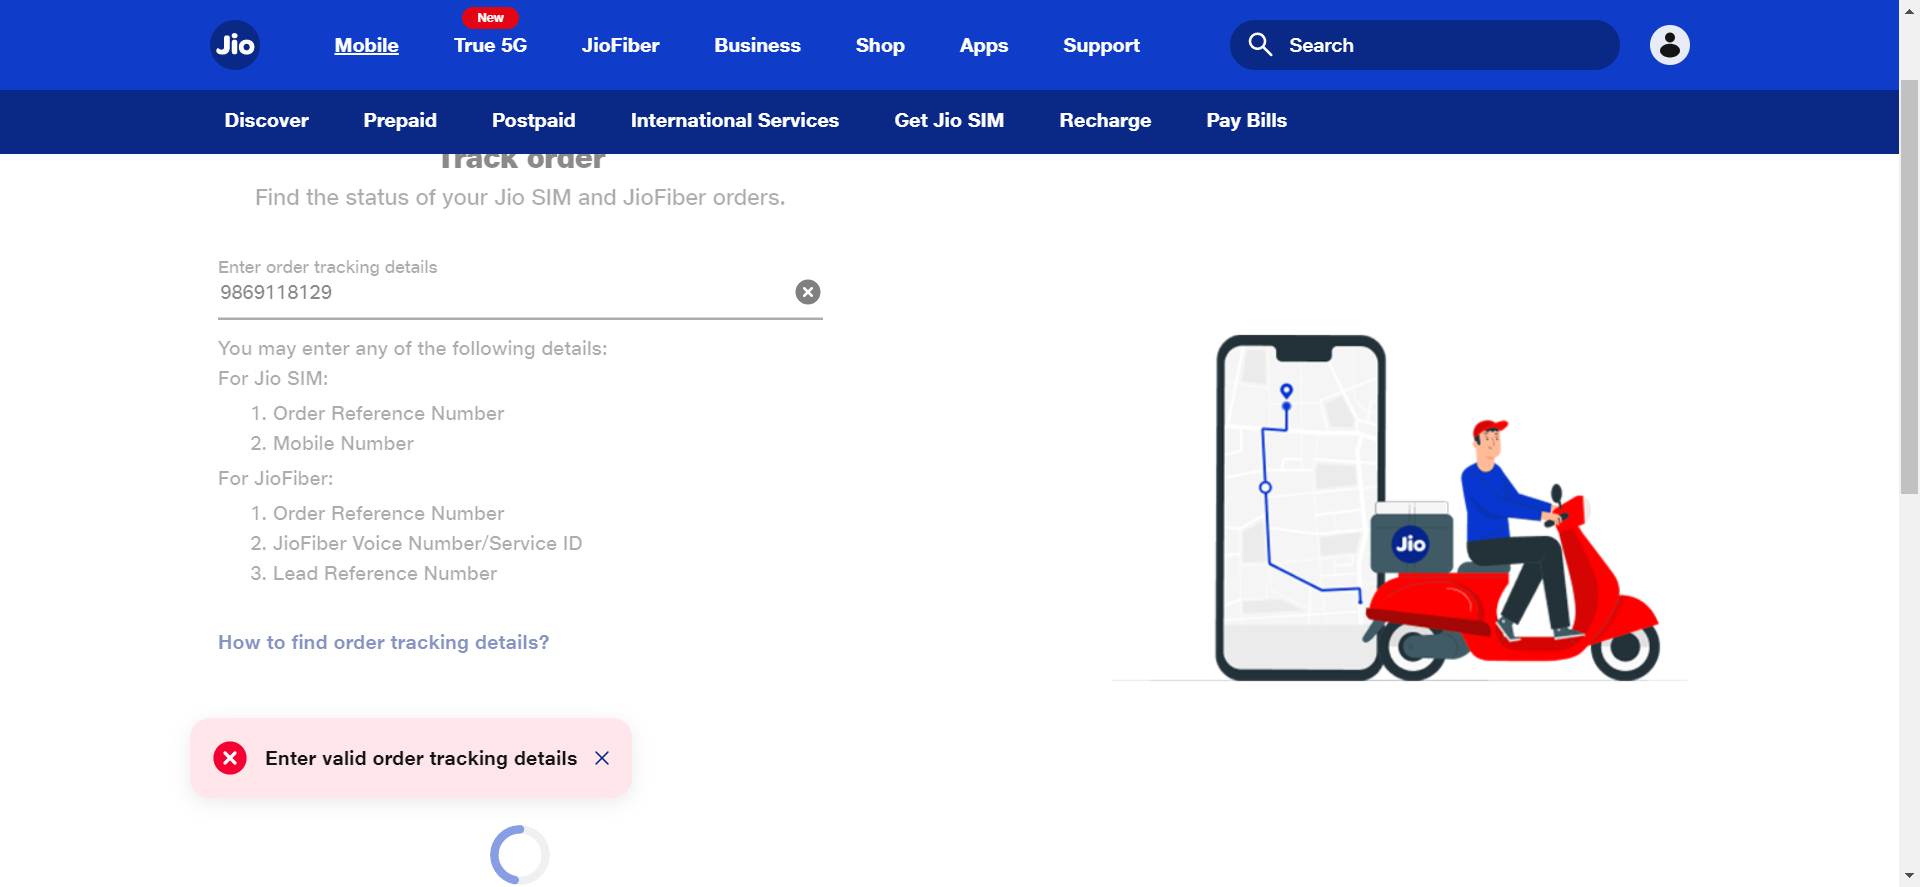 New
Jio
Mobile
True 5G
JioFiber
Business
Shop
Apps
Support
Search
Discover
Prepaid
Postpaid
International Services
Get Jio SIM
Recharge
Pay Bills
Track order
Find the status of your Jio SIM and JioFiber orders.
Enter order tracking details
9869118129
You may enter any of the following details:
For Jio SIM:
1. Order Reference Number
2. Mobile Number
For JioFiber:
1. Order Reference Number
2. JioFiber Voice Number/Service ID
3. Lead Reference Number
How to find order tracking details?
Jio
Enter valid order tracking details